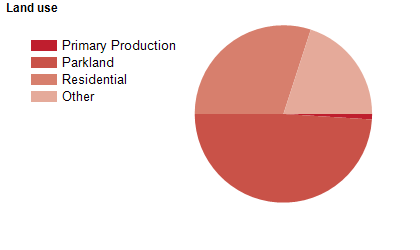 Land use
Primary Production
Parkland
Residential
Other